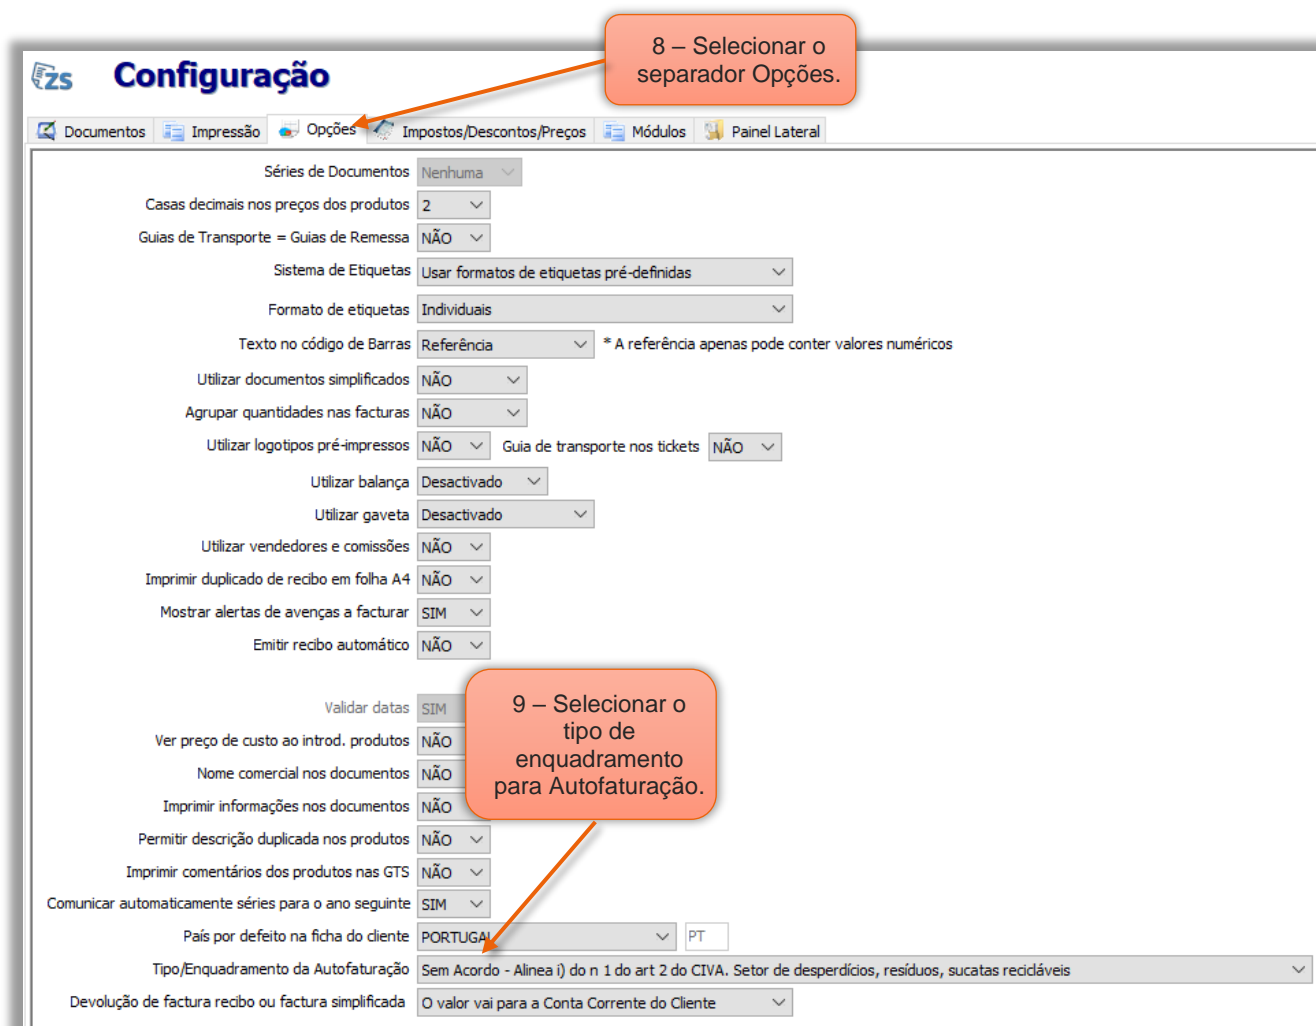 8 – Selecionar o
separador Opções.
ZS Configuração
Documentos Impressão Opções Impostos/Descontos/Preços Módulos Painel Lateral
Séries de Documentos Nenhuma
Casas decimais nos preços dos produtos 2
Guias de Transporte = Guias de Remessa NÃO
Sistema de Etiquetas Usar formatos de etiquetas pré-definidas
Formato de etiquetas Individuais
Texto no código de Barras Referência * A referência apenas pode conter valores numéricos
Utilizar documentos simplificados NÃO
Agrupar quantidades nas facturas NÃO
Utilizar logotipos pré-impressos NÃO Guia de transporte nos tickets NÃO
Utilizar balança Desactivado
Utilizar gaveta Desactivado
Utilizar vendedores e comissões NÃO
Imprimir duplicado de recibo em folha A4 NÃO
Mostrar alertas de avenças a facturar SIM
Emitir recibo automático NÃO
9 – Selecionar o
tipo de
enquadramento
para Autofaturação.
Validar datas SIM
Ver preço de custo ao introd. produtos NÃO
Nome comercial nos documentos NÃO
Imprimir informações nos documentos NÃO
Permitir descrição duplicada nos produtos NÃO
Imprimir comentários dos produtos nas GTS NÃO
Comunicar automaticamente séries para o ano seguinte SIM
País por defeito na ficha do cliente PORTUGAL PT
Tipo/Enquadramento da Autofaturação Sem Acordo - Alinea i) do n 1 do art 2 do CIVA. Setor de desperdícios, resíduos, sucatas recicláveis
Devolução de factura recibo ou factura simplificada O valor vai para a Conta Corrente do Cliente